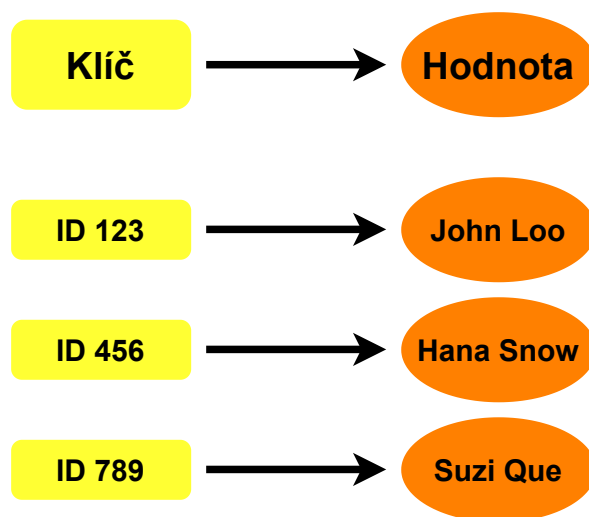 Klíč
Hodnota
ID 123
John Loo
ID 456
Hana Snow
ID 789
Suzi Que